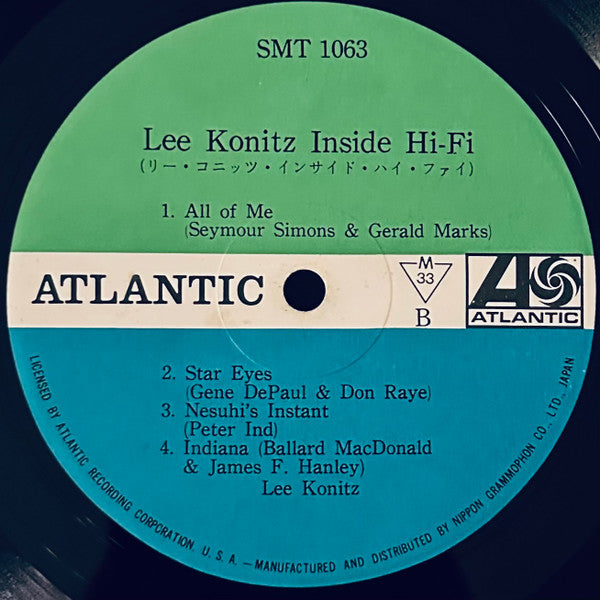 SMT 1063
Lee Konitz Inside Hi-Fi
(リー・コニッツ・インサイド・ハイ・ファイ)
1. All of Me
(Seymour Simons & Gerald Marks)
ATLANTIC
M
33
B
ATLANTIC
2. Star Eyes
(Gene DePaul & Don Raye)
3. Nesuhi's Instant
(Peter Ind)
4. Indiana (Ballard MacDonald
& James F. Hanley)
Lee Konitz
LICENSED BY ATLANTIC RECORDING CORPORATION, U. S. A. — MANUFACTURED AND DISTRIBUTED BY NIPPON GRAMMOPHON CO., LTD., JAPAN